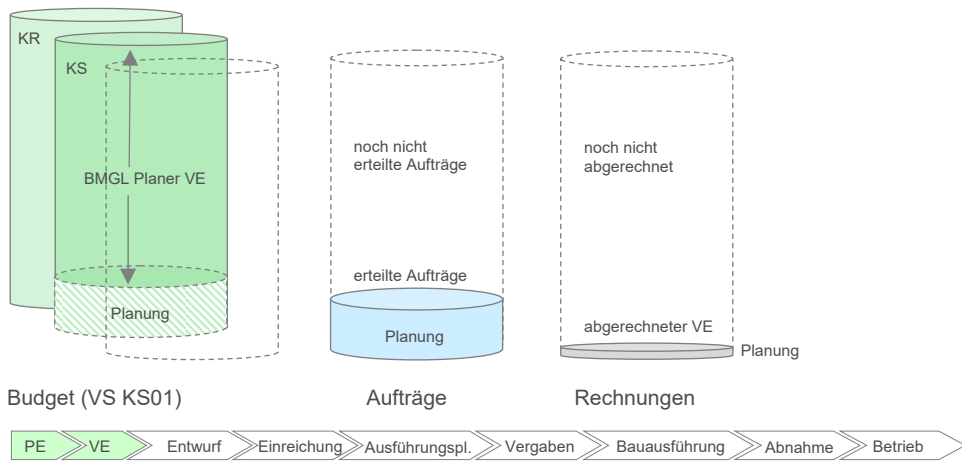 KR
KS
BMGL Planer VE
Planung
noch nicht
erteilte Aufträge
erteilte Aufträge
Planung
noch nicht
abgerechnet
abgerechneter VE
Planung
Budget (VS KS01)
Aufträge
Rechnungen
PE
VE
Entwurf
Einreichung
Ausführungspl.
Vergaben
Bauausführung
Abnahme
Betrieb